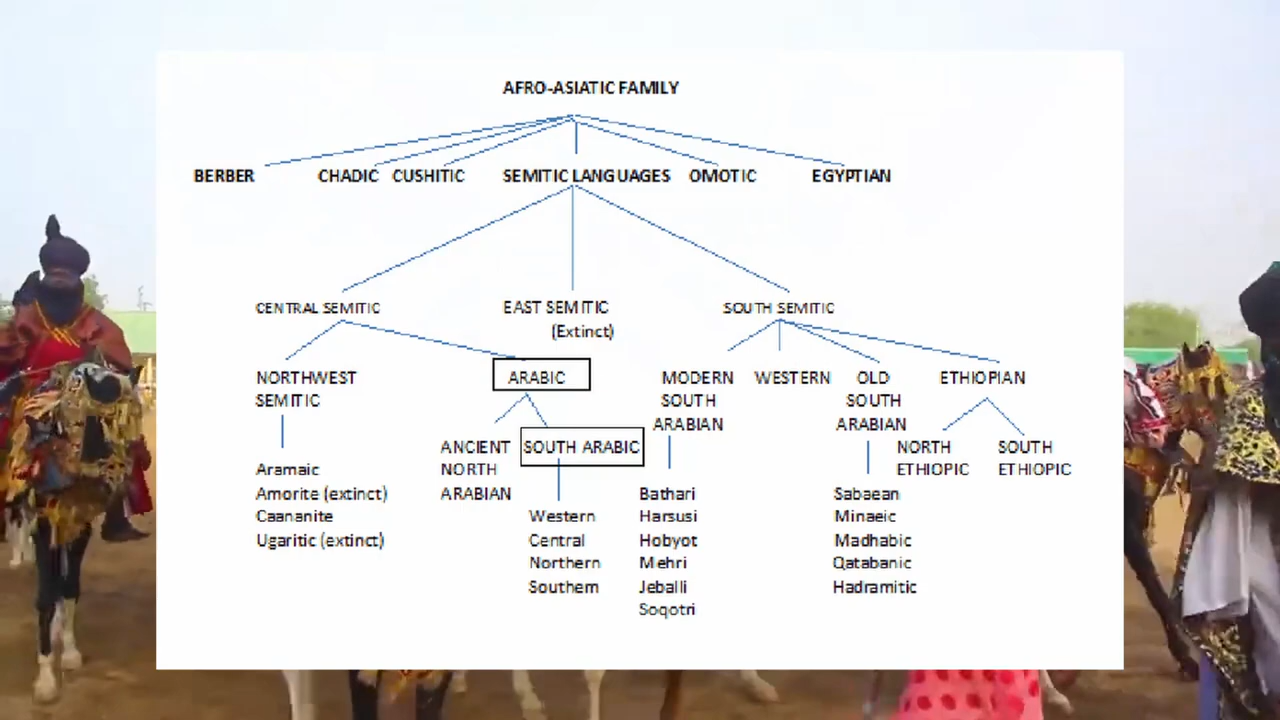 AFRO-ASIATIC FAMILY
BERBER CHADIC CUSHITIC SEMITIC LANGUAGES OMOTIC EGYPTIAN
CENTRAL SEMITIC EAST SEMITIC SOUTH SEMITIC
(Extinct)
NORTHWEST
SEMITIC
ARABIC
MODERN
SOUTH
ARABIAN
WESTERN
OLD
SOUTH
ARABIAN
ETHIOPIAN
ANCIENT
NORTH
ARABIAN
SOUTH ARABIC
NORTH
ETHIOPIC
SOUTH
ETHIOPIC
Aramaic
Amorite (extinct)
Caananite
Ugaritic (extinct)
Western
Central
Northern
Southern
Bathari
Harsusi
Hobyot
Mehri
Jeballi
Soqotri
Sabaean
Minaeic
Madhabic
Qatabanic
Hadramitic